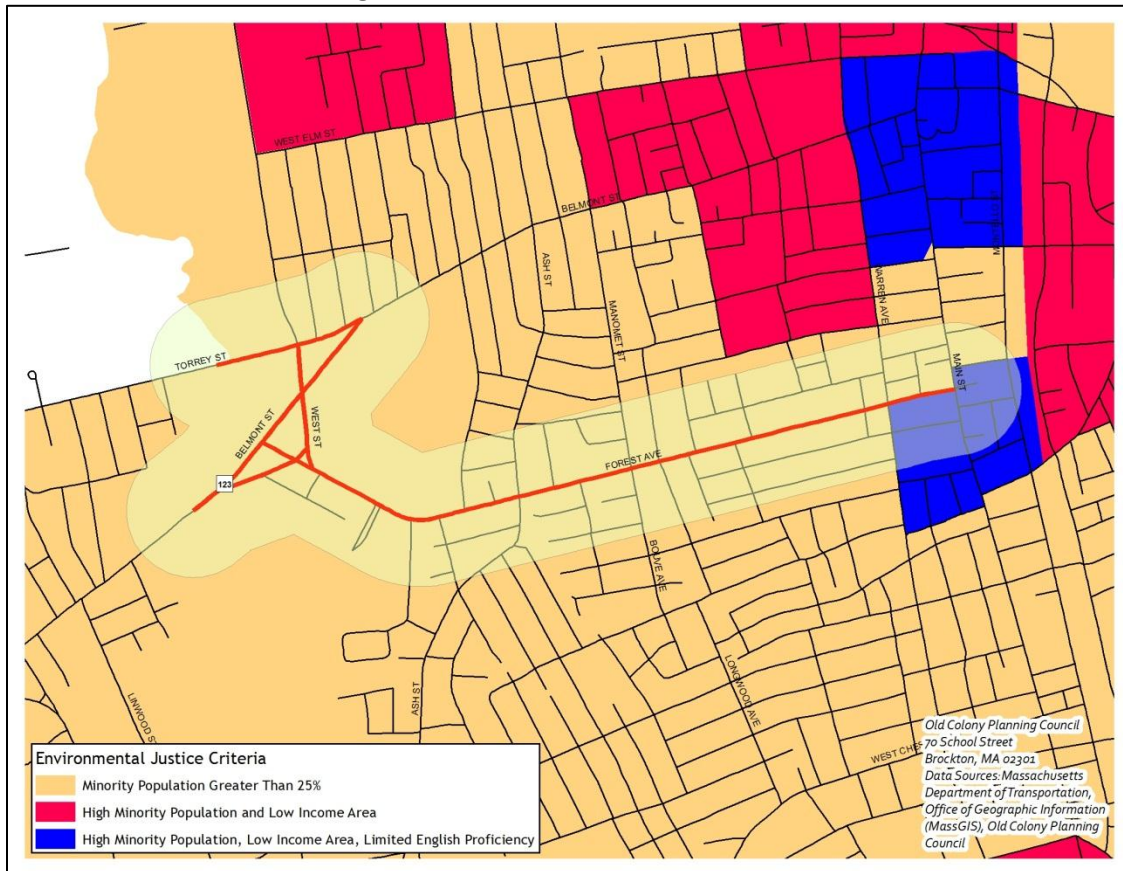 WEST ELM ST
BELMONT ST
ASH ST
MANOMET ST
WARREN AVE
MAIN ST
TORREY ST
BELMONT ST
WEST ST
123
FOREST AVE
BOUVE AVE
LONGWOOD AVE
ASH ST
LINWOOD ST
WEST CHE
Environmental Justice Criteria
Minority Population Greater Than 25%
High Minority Population and Low Income Area
High Minority Population, Low Income Area, Limited English Proficiency
Old Colony Planning Council
70 School Street
Brockton, MA 02301
Data Sources: Massachusetts
Department of Transportation,
Office of Geographic Information
(MassGIS), Old Colony Planning
Council